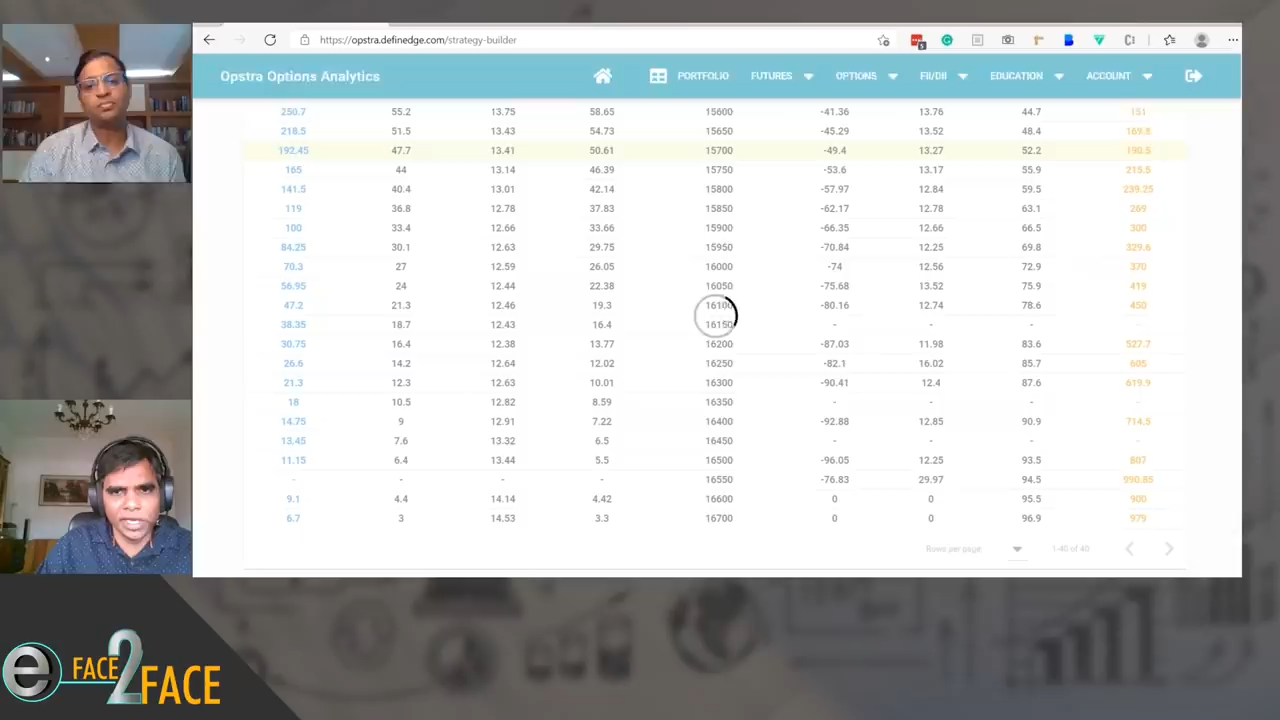 https://opstra.definedge.com/strategy-builder
Opstra Options Analytics PORTFOLIO FUTURES OPTIONS FII/DII EDUCATION ACCOUNT
250.7 55.2 13.75 58.65 15600 -41.36 13.76 44.7 151
218.5 51.5 13.43 54.73 15650 -45.29 13.52 48.4 169.8
192.45 47.7 13.41 50.61 15700 -49.4 13.27 52.2 190.5
165 44 13.14 46.39 15750 -53.6 13.17 55.9 215.5
141.5 40.4 13.01 42.14 15800 -57.97 12.84 59.5 239.25
119 36.8 12.78 37.83 15850 -62.17 12.78 63.1 269
100 33.4 12.66 33.66 15900 -66.35 12.66 66.5 300
84.25 30.1 12.63 29.75 15950 -70.84 12.25 69.8 329.6
70.3 27 12.59 26.05 16000 -74 12.56 72.9 370
56.95 24 12.44 22.38 16050 -75.68 13.52 75.9 419
47.2 21.3 12.46 19.3 16100 -80.16 12.74 78.6 450
38.35 18.7 12.43 16.4 16150 - - - -
30.75 16.4 12.38 13.77 16200 -87.03 11.98 83.6 527.7
26.6 14.2 12.64 12.02 16250 -82.1 16.02 85.7 605
21.3 12.3 12.63 10.01 16300 -90.41 12.4 87.6 619.9
18 10.5 12.82 8.59 16350 - - - -
14.75 9 12.91 7.22 16400 -92.88 12.85 90.9 714.5
13.45 7.6 13.32 6.5 16450 - - - -
11.15 6.4 13.44 5.5 16500 -96.05 12.25 93.5 807
- - - - 16550 -76.83 29.97 94.5 990.85
9.1 4.4 14.14 4.42 16600 0 0 95.5 900
6.7 3 14.53 3.3 16700 0 0 96.9 979
Rows per page 1-40 of 40
e FACE 2 FACE